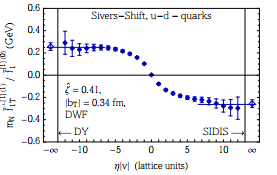 Sivers-Shift, u-d-quarks
0.6
0.4
0.2
0.0
-0.2
-0.4
-0.6
ζ̂ = 0.41,
|b_T| = 0.34 fm,
DWF
← DY
SIDIS →
-∞ -10 -5 0 5 10 ∞
η|v| (lattice units)